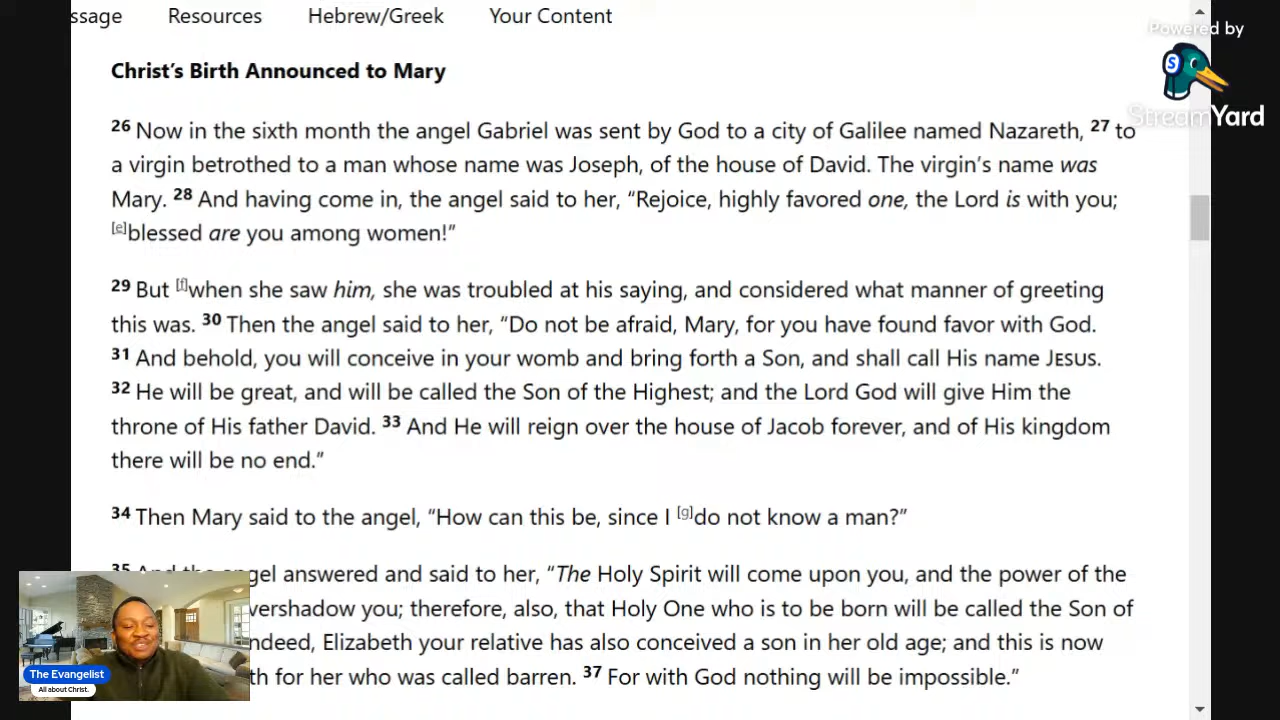 ssage Resources Hebrew/Greek Your Content
Powered by
S
StreamYard
Christ’s Birth Announced to Mary
26 Now in the sixth month the angel Gabriel was sent by God to a city of Galilee named Nazareth, 27 to
a virgin betrothed to a man whose name was Joseph, of the house of David. The virgin’s name was
Mary. 28 And having come in, the angel said to her, “Rejoice, highly favored one, the Lord is with you;
[e]blessed are you among women!”
29 But [f]when she saw him, she was troubled at his saying, and considered what manner of greeting
this was. 30 Then the angel said to her, “Do not be afraid, Mary, for you have found favor with God.
31 And behold, you will conceive in your womb and bring forth a Son, and shall call His name Jesus.
32 He will be great, and will be called the Son of the Highest; and the Lord God will give Him the
throne of His father David. 33 And He will reign over the house of Jacob forever, and of His kingdom
there will be no end.”
34 Then Mary said to the angel, “How can this be, since I [g]do not know a man?”
35 And the angel answered and said to her, “The Holy Spirit will come upon you, and the power of the
vershadow you; therefore, also, that Holy One who is to be born will be called the Son of
ndeed, Elizabeth your relative has also conceived a son in her old age; and this is now
th for her who was called barren. 37 For with God nothing will be impossible.”
The Evangelist
All about Christ.